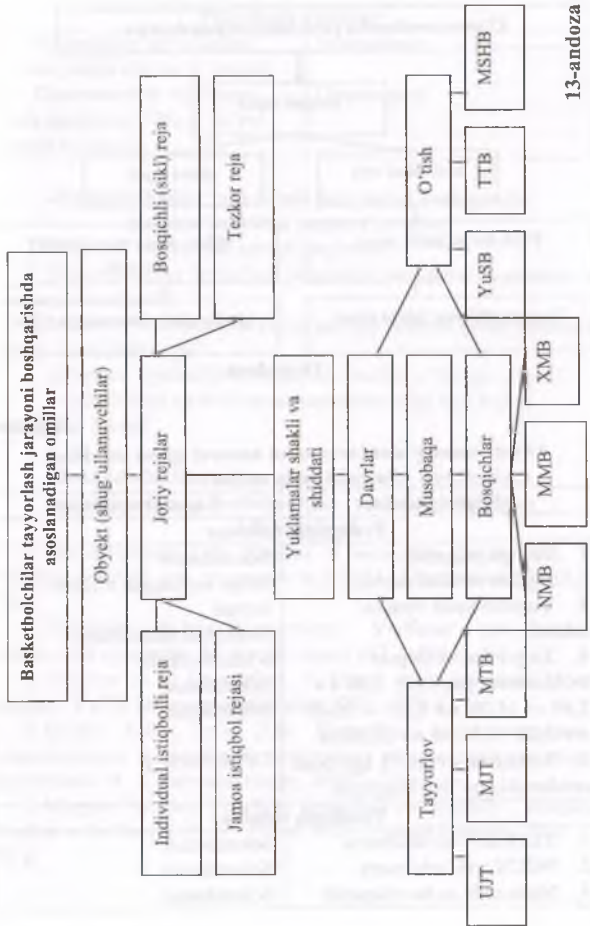 Basketbolchilar tayyorlash jarayoni boshqarishda
asoslanadigan omillar
Obyekt (shug'ullanuvchilar)
Individual istiqbolli reja
Joriy rejalar
Bosqichli (sikl) reja
Jamoa istiqbol rejasi
Tezkor reja
Yuklamalar shakli va
shiddati
Davrlar
Tayyorlov
Musobaqa
O'tish
Bosqichlar
UJT
MJT
MTB
NMB
MMB
XMB
YuSB
TTB
MSHB
13-andoza